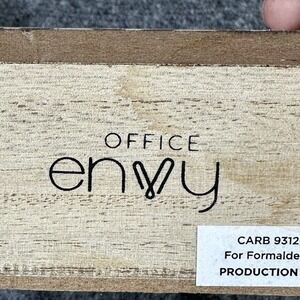 OFFICE
envy
CARB 9312
For Formalde
PRODUCTION